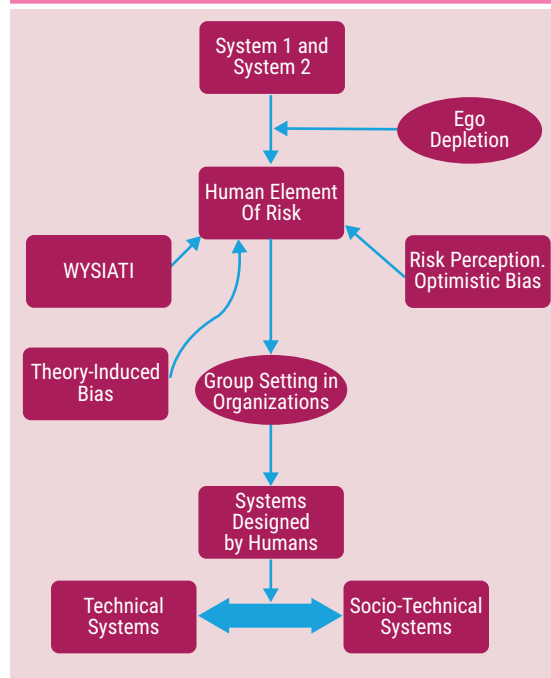 System 1 and
System 2
Ego
Depletion
Human Element
Of Risk
WYSIATI
Risk Perception.
Optimistic Bias
Theory-Induced
Bias
Group Setting in
Organizations
Systems
Designed
by Humans
Technical
Systems
Socio-Technical
Systems